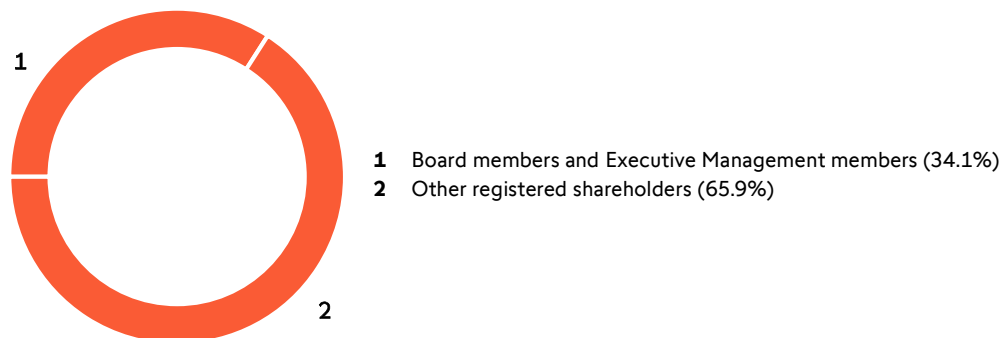 1
1 Board members and Executive Management members (34.1%)
2 Other registered shareholders (65.9%)
2